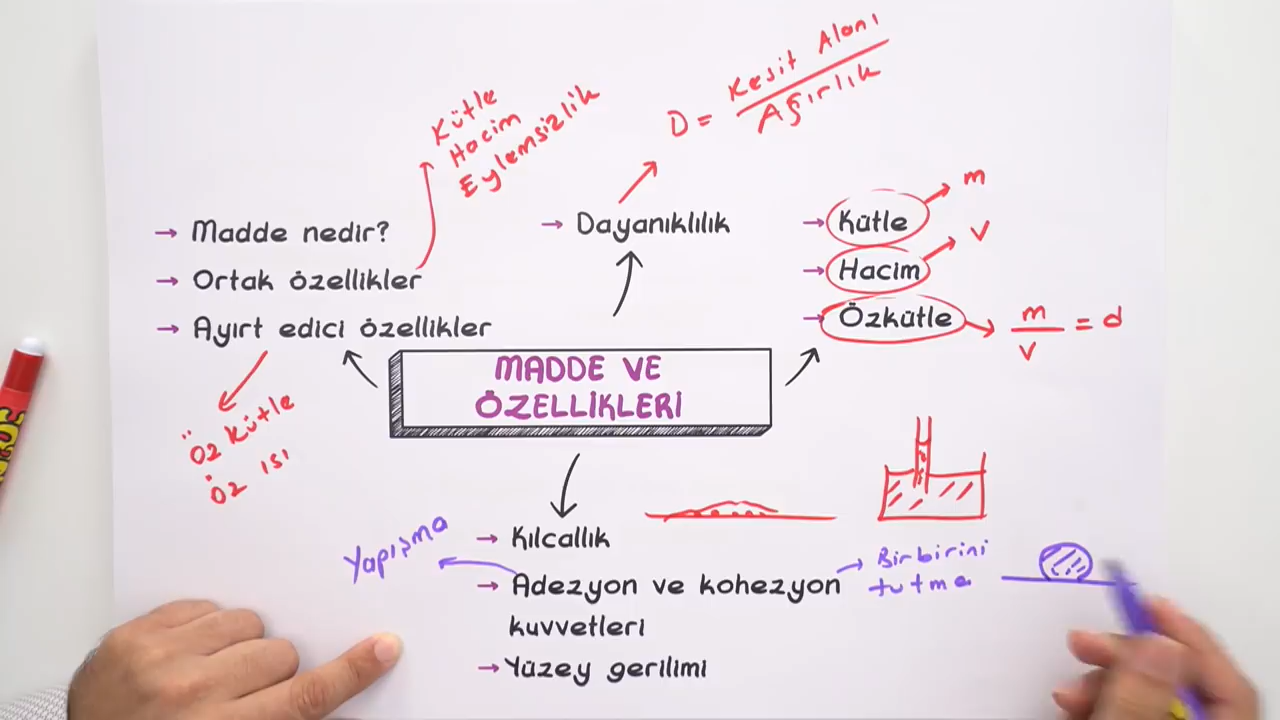 Kütle
Hacim
Eylemsizlik
D = Kesit Alanı
Ağırlık
→ Madde nedir?
→ Ortak özellikler
→ Ayırt edici özellikler
Öz Kütle
Öz ısı
→ Dayanıklılık
→ Kütle → m
→ Hacim → V
→ Özkütle → m
V
= d
MADDE VE
ÖZELLİKLERİ
→ Kılcallık
Yapışma
→ Adezyon ve kohezyon
kuvvetleri
→ Yüzey gerilimi
Birbirini
tutma